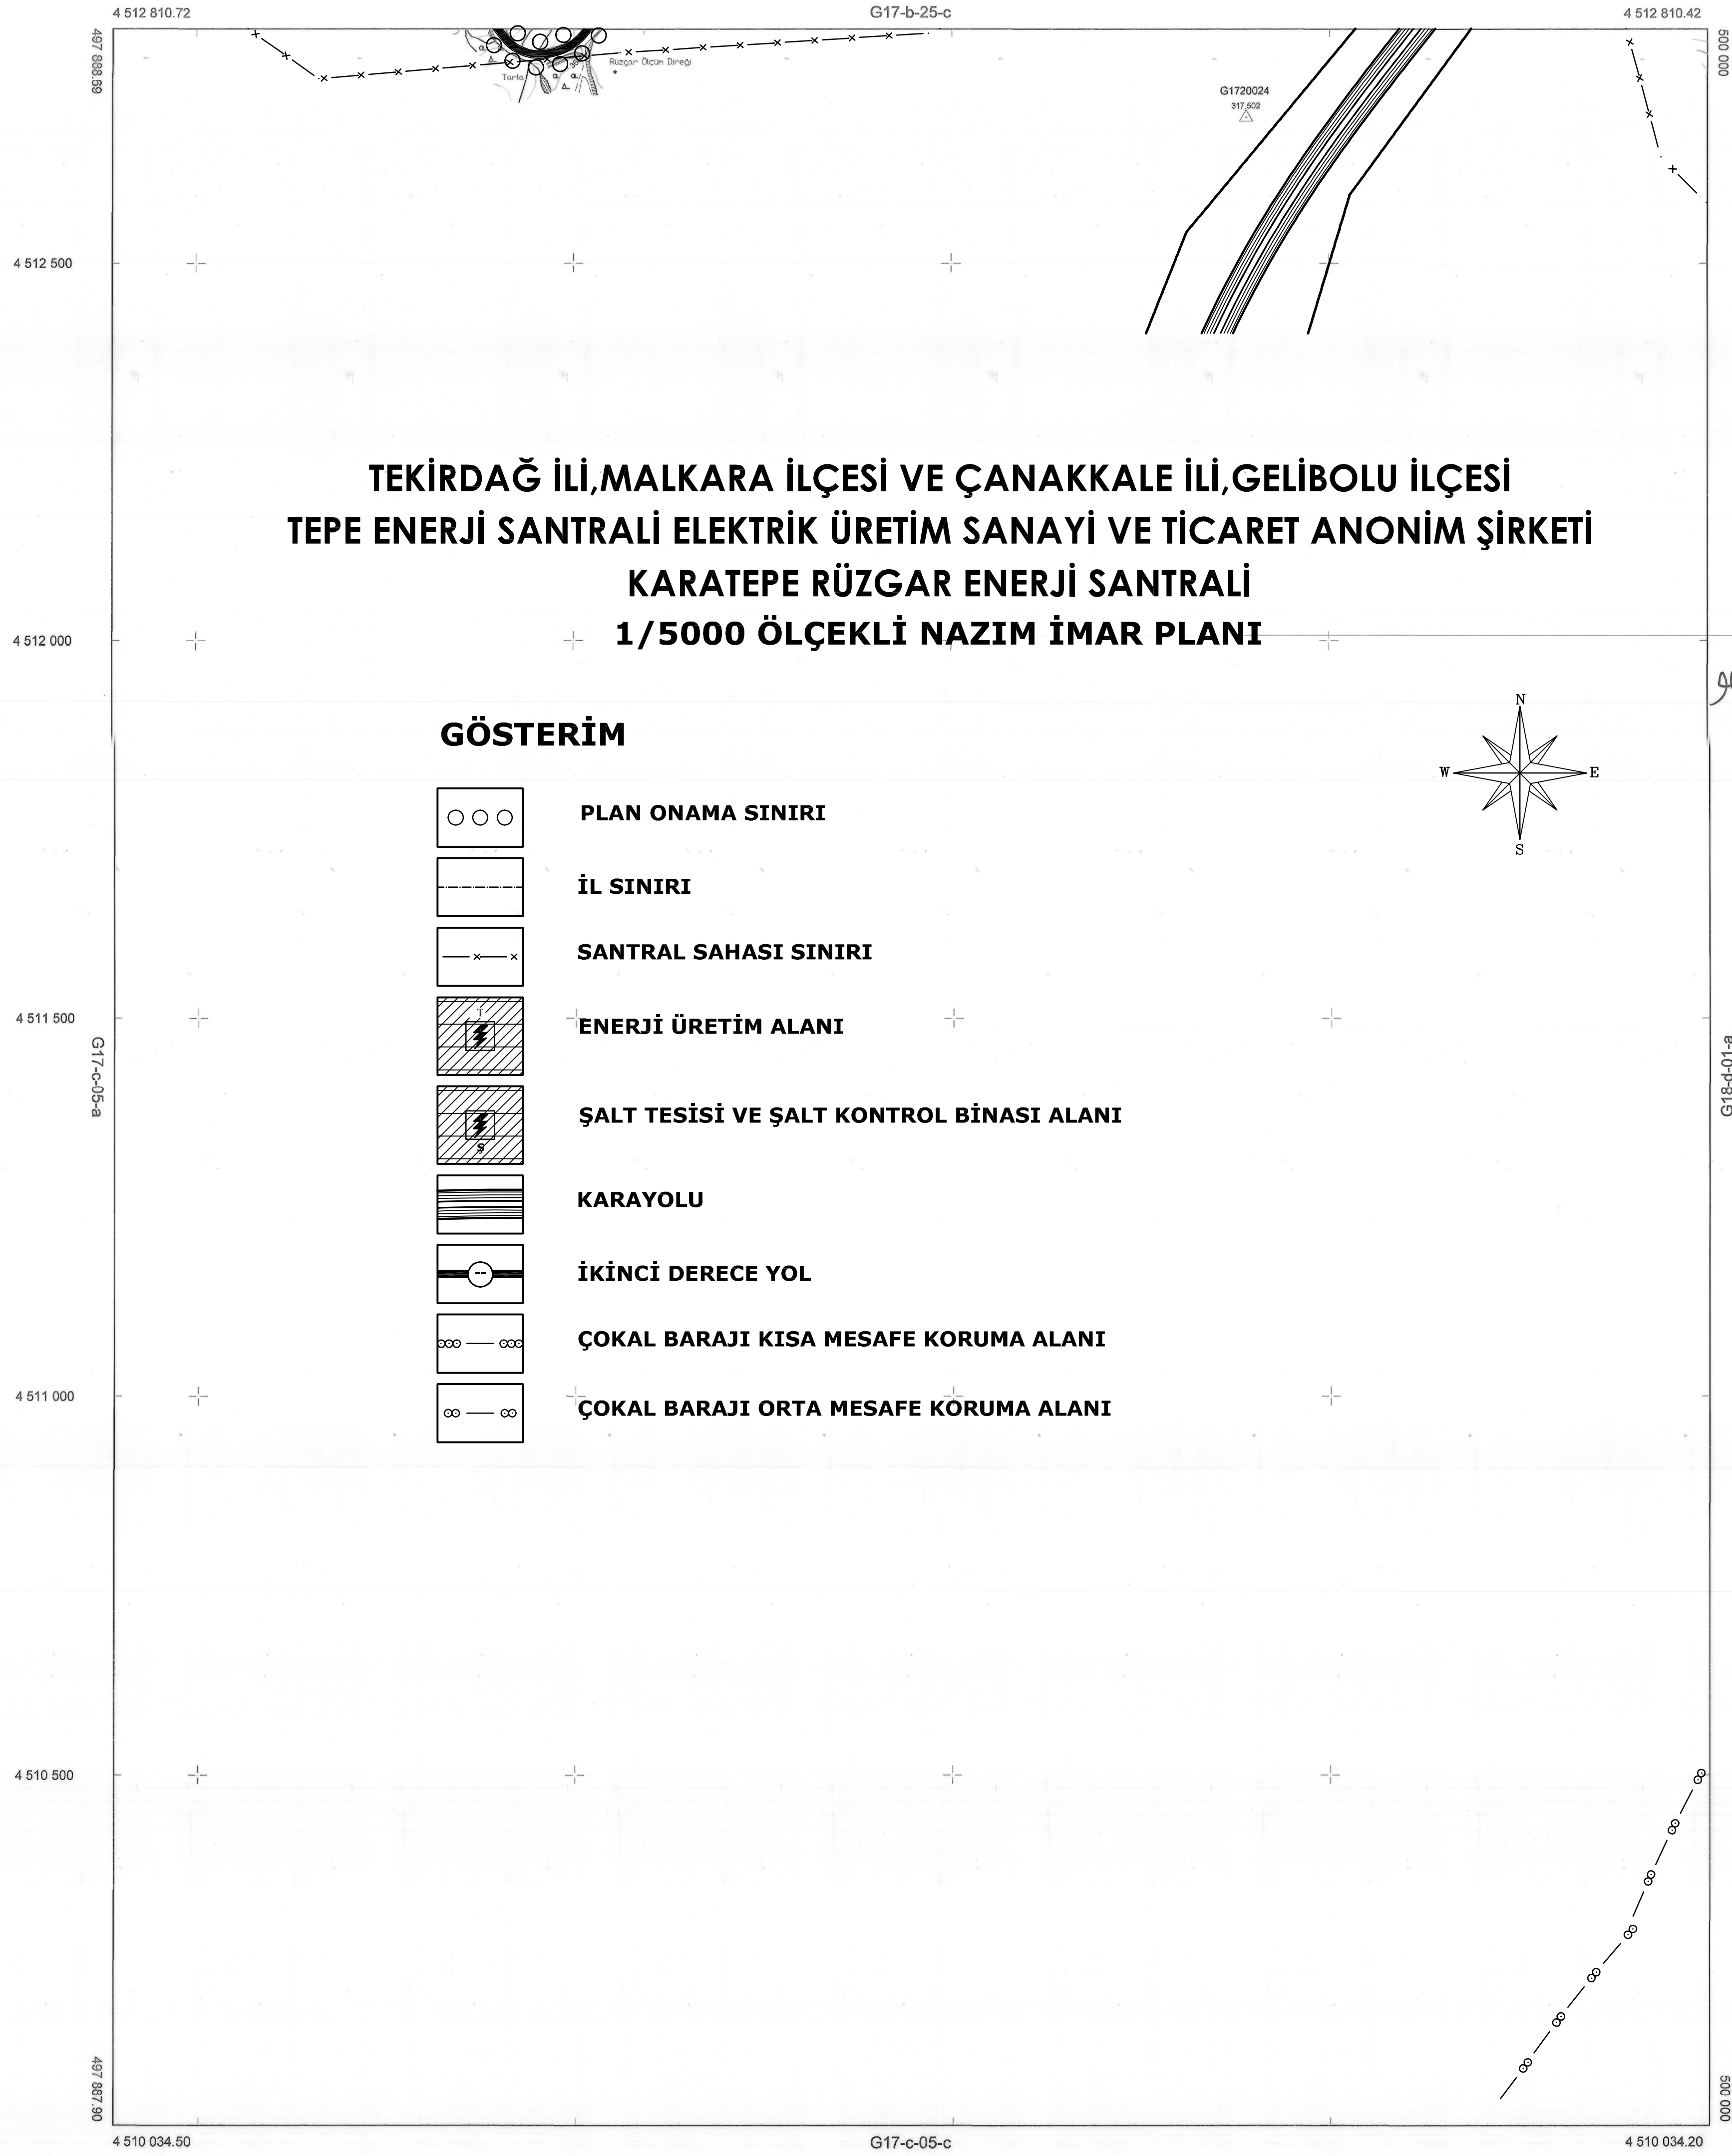 4 512 810.72
G17-b-25-c
4 512 810.42
497 888.69
500 000
Rüzgar Ölçüm Direği
Tarla
G1720024
317.502
4 512 500
TEKİRDAĞ İLİ,MALKARA İLÇESİ VE ÇANAKKALE İLİ,GELİBOLU İLÇESİ
TEPE ENERJİ SANTRALİ ELEKTRİK ÜRETİM SANAYİ VE TİCARET ANONİM ŞİRKETİ
KARATEPE RÜZGAR ENERJİ SANTRALİ
1/5000 ÖLÇEKLİ NAZIM İMAR PLANI
4 512 000
N
W
E
S
GÖSTERİM
PLAN ONAMA SINIRI
İL SINIRI
SANTRAL SAHASI SINIRI
T
ENERJİ ÜRETİM ALANI
4 511 500
G17-c-05-a
G18-d-01-a
Ş
ŞALT TESİSİ VE ŞALT KONTROL BİNASI ALANI
KARAYOLU
İKİNCİ DERECE YOL
ÇOKAL BARAJI KISA MESAFE KORUMA ALANI
4 511 000
ÇOKAL BARAJI ORTA MESAFE KORUMA ALANI
4 510 500
497 887.90
500 000
4 510 034.50
G17-c-05-c
4 510 034.20